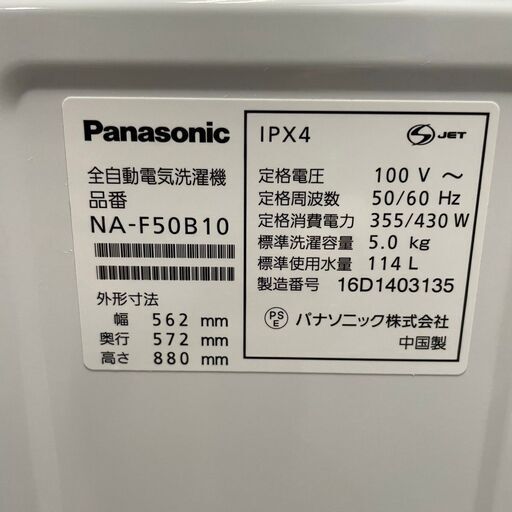 Panasonic
全自動電気洗濯機
品番
NA-F50B10
外形寸法
幅 562 mm
奥行 572 mm
高さ 880 mm
IPX4
S JET
定格電圧 100 V ～
定格周波数 50/60 Hz
定格消費電力 355/430 W
標準洗濯容量 5.0 kg
標準使用水量 114 L
製造番号 16D1403135
PS E パナソニック株式会社
中国製